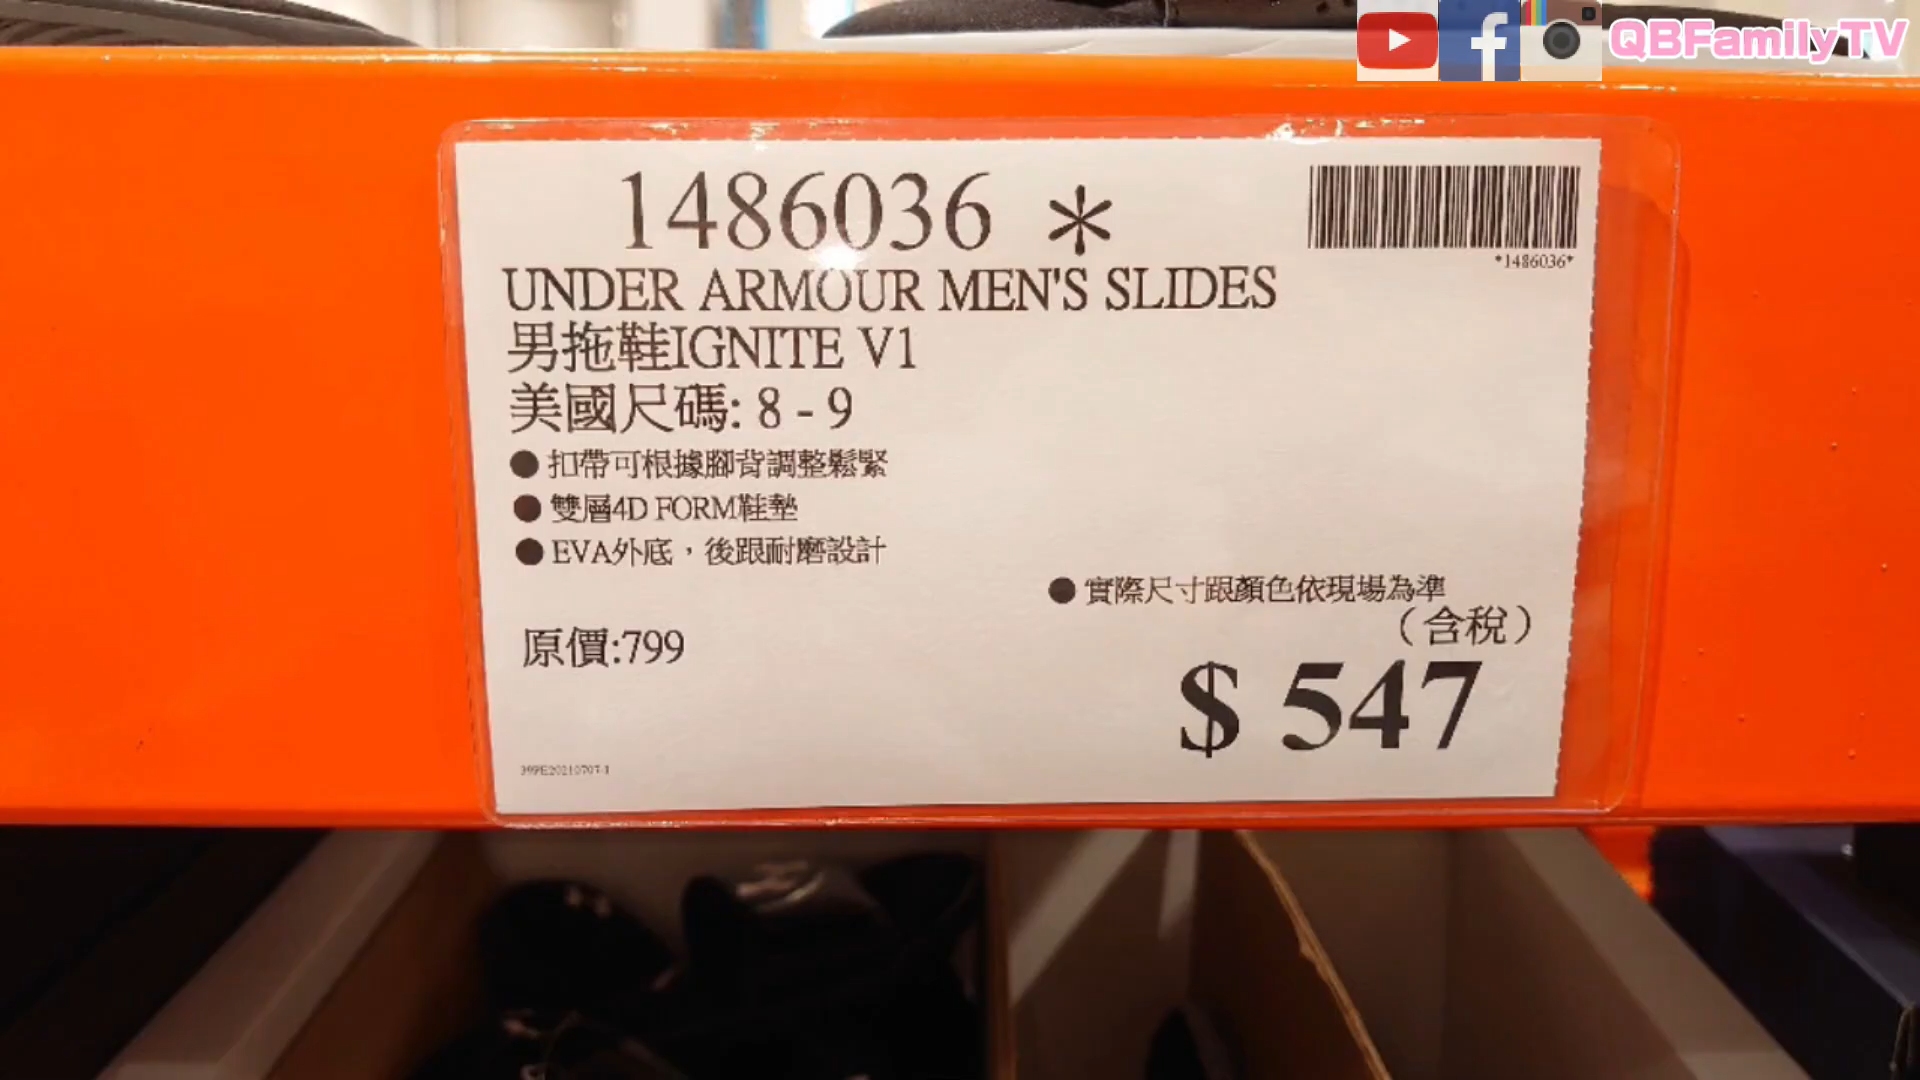 QBFamilyTV
1486036 *
*1486036*
UNDER ARMOUR MEN'S SLIDES
男拖鞋IGNITE V1
美國尺碼: 8 - 9
● 扣帶可根據腳背調整鬆緊
● 雙層4D FORM鞋墊
● EVA外底，後跟耐磨設計
● 實際尺寸跟顏色依現場為準
（含稅）
原價:799
$ 547
399E20210707-1